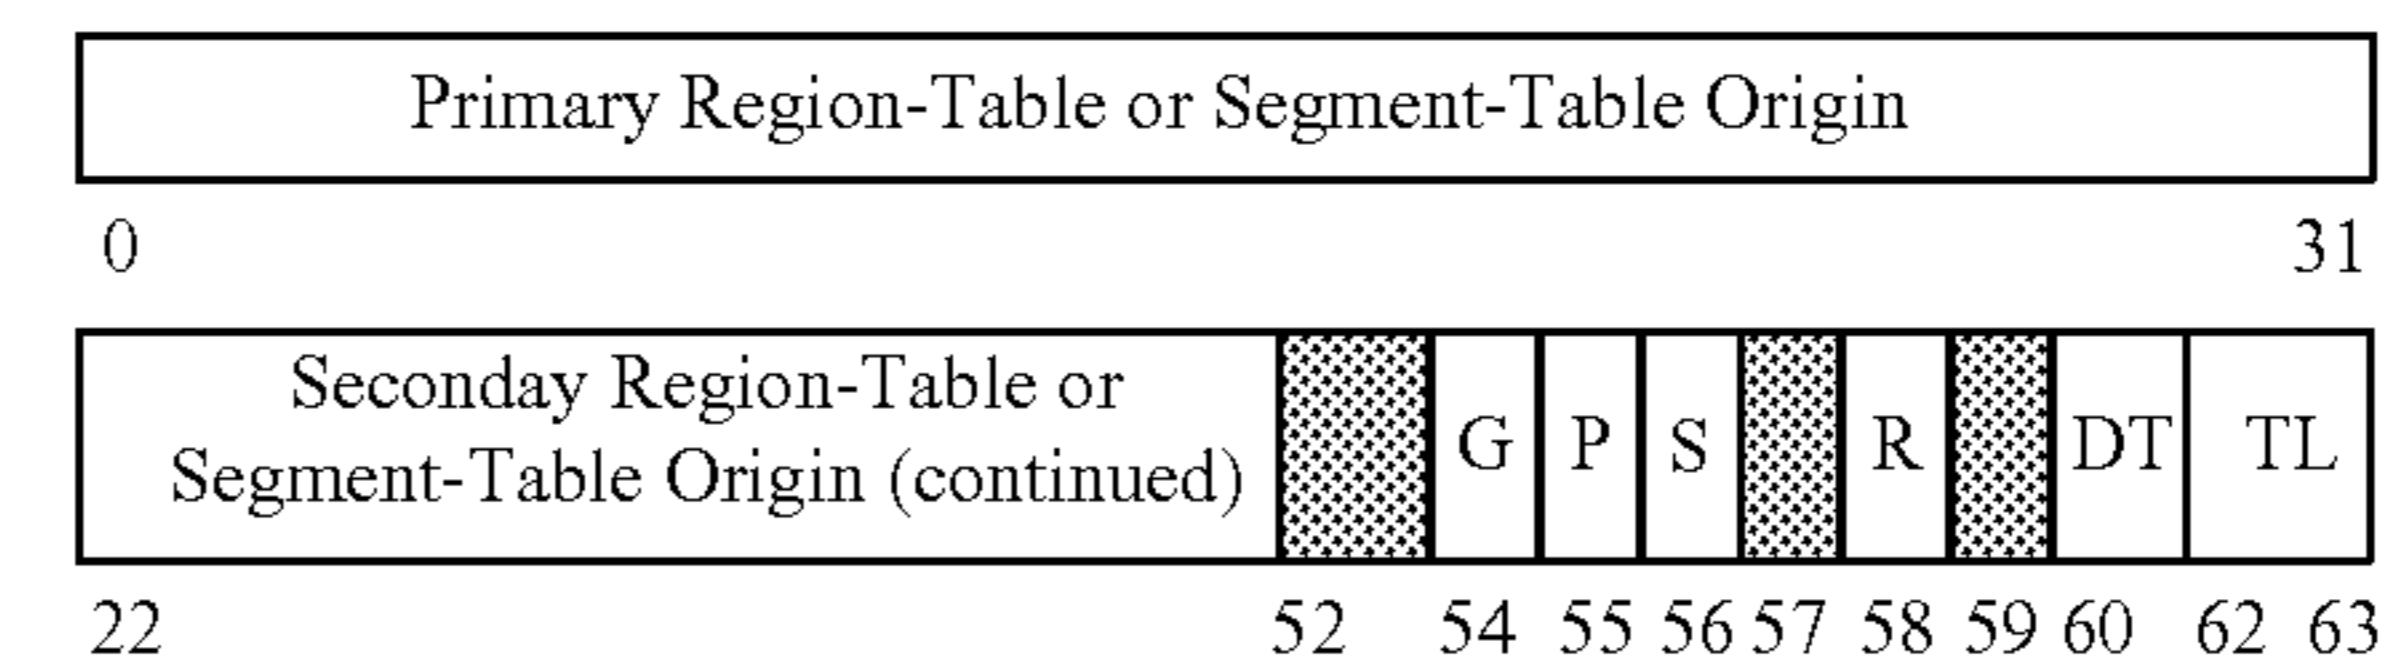 Primary Region-Table or Segment-Table Origin
0 31
Seconday Region-Table or
Segment-Table Origin (continued)
G P S R DT TL
22 52 54 55 56 57 58 59 60 62 63